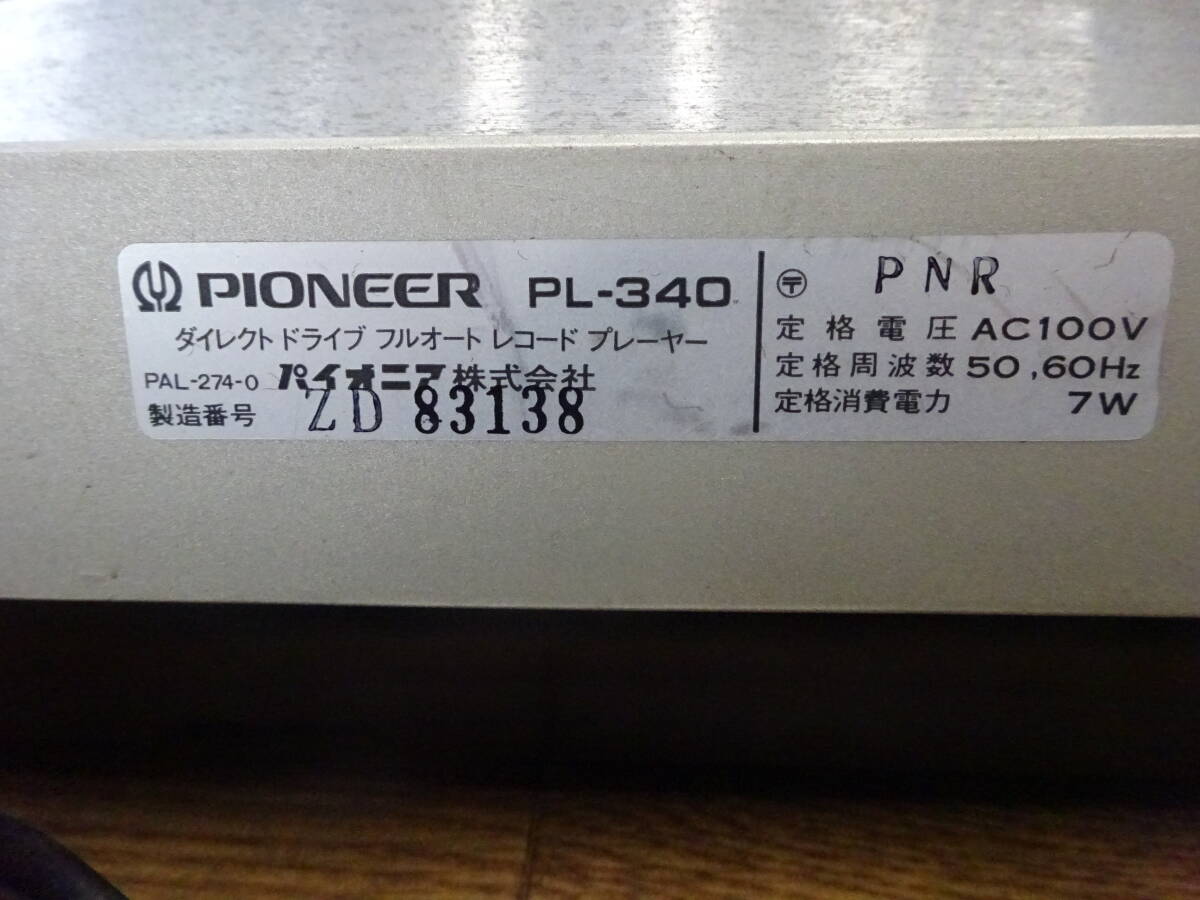 PIONEER PL-340
ダイレクトドライブ フルオート レコード プレーヤー
PAL-274-0 パイオニア株式会社
製造番号 ZD 83138
〒 PNR
定格電圧 AC100V
定格周波数 50,60Hz
定格消費電力 7W